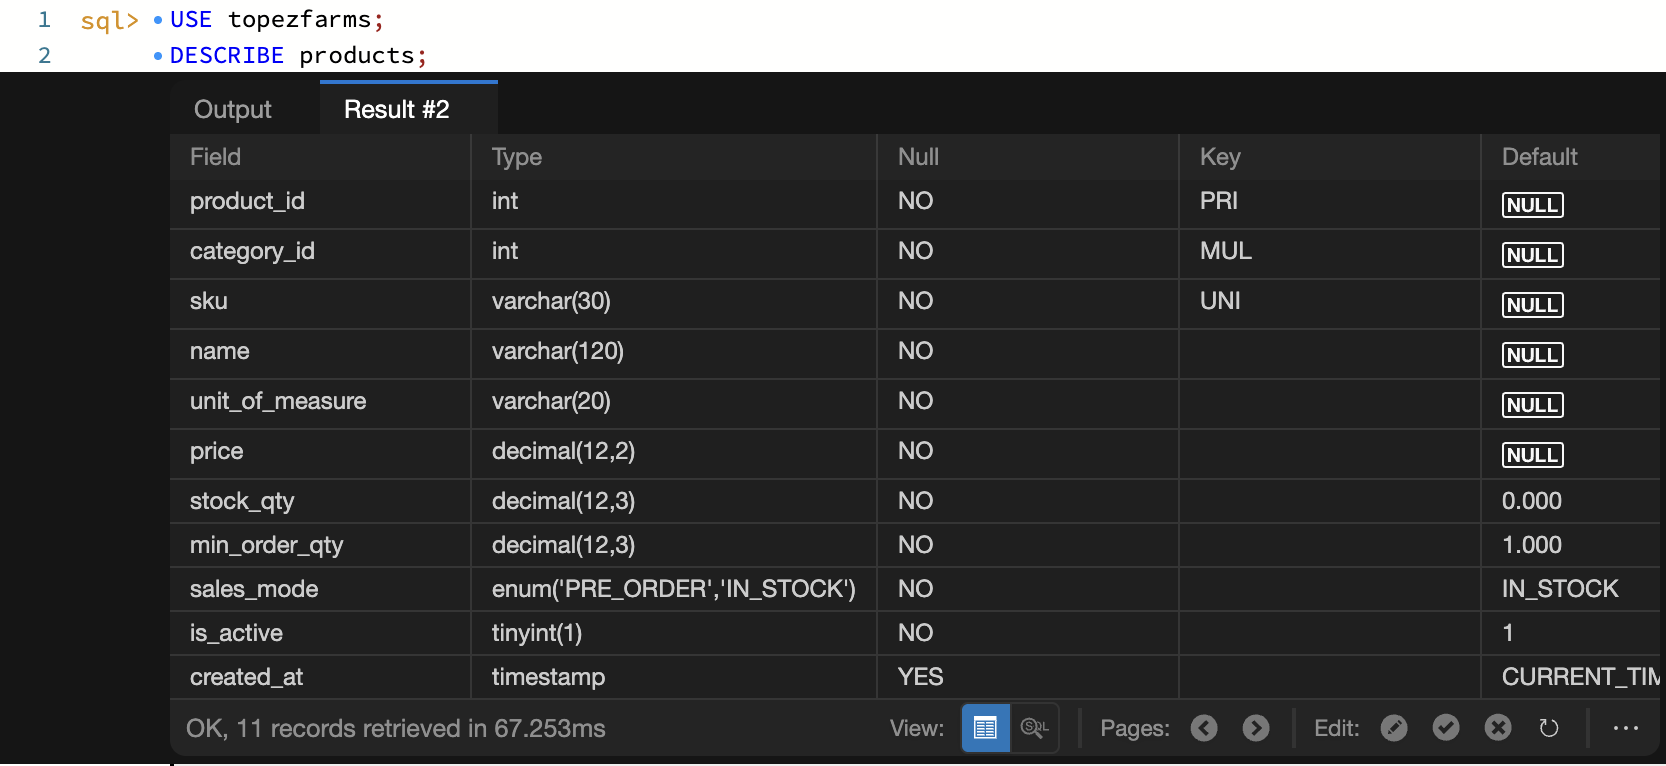 1 sql> USE topezfarms;
2 DESCRIBE products;
Output Result #2
Field Type Null Key Default
product_id int NO PRI NULL
category_id int NO MUL NULL
sku varchar(30) NO UNI NULL
name varchar(120) NO NULL
unit_of_measure varchar(20) NO NULL
price decimal(12,2) NO NULL
stock_qty decimal(12,3) NO 0.000
min_order_qty decimal(12,3) NO 1.000
sales_mode enum('PRE_ORDER','IN_STOCK') NO IN_STOCK
is_active tinyint(1) NO 1
created_at timestamp YES CURRENT_TIM
OK, 11 records retrieved in 67.253ms View: SQL Pages: Edit: ...